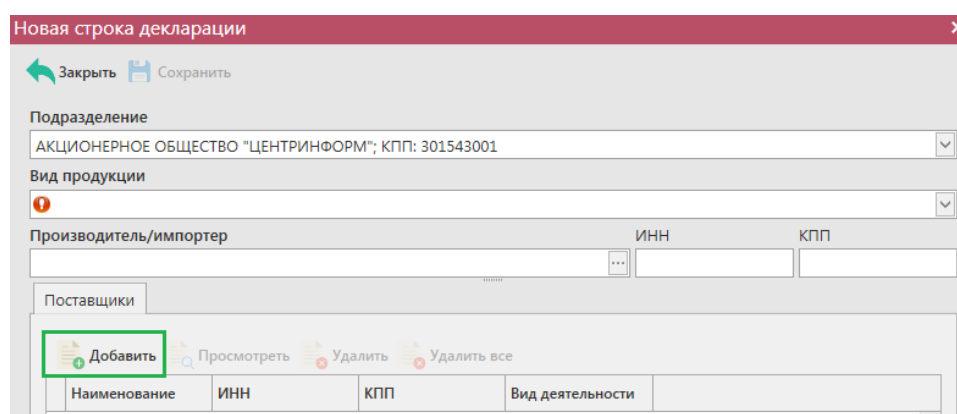 Новая строка декларации
Закрыть Сохранить
Подразделение
АКЦИОНЕРНОЕ ОБЩЕСТВО "ЦЕНТРИНФОРМ"; КПП: 301543001
Вид продукции
Производитель/импортер ИНН КПП
Поставщики
Добавить Просмотреть Удалить Удалить все
Наименование ИНН КПП Вид деятельности